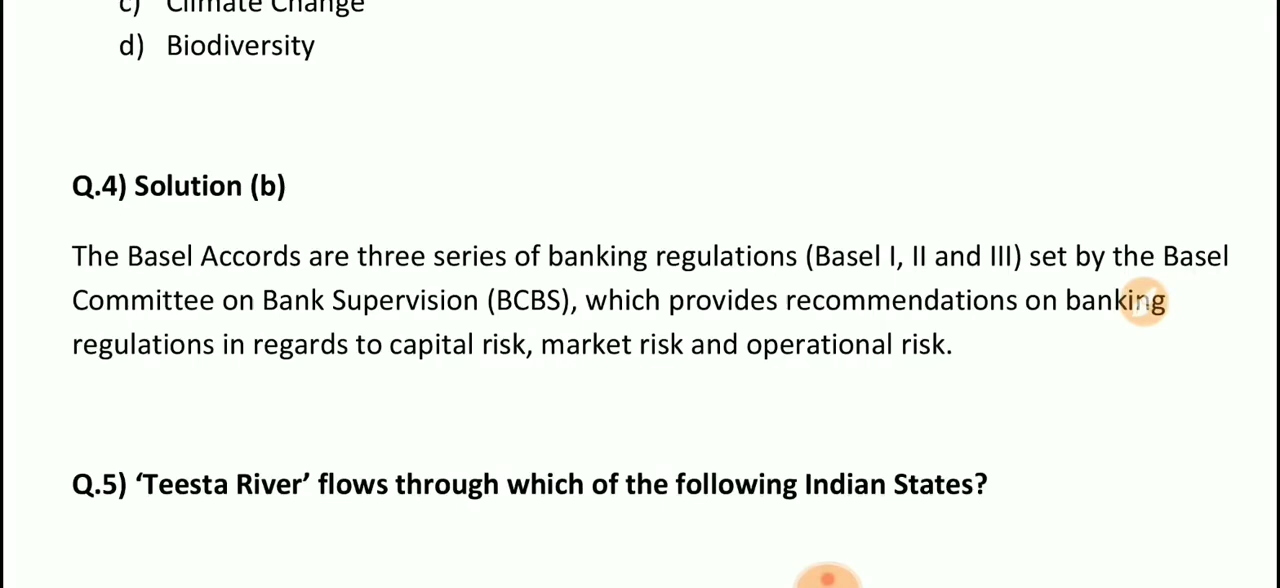 c) Climate Change
d) Biodiversity
Q.4) Solution (b)
The Basel Accords are three series of banking regulations (Basel I, II and III) set by the Basel
Committee on Bank Supervision (BCBS), which provides recommendations on banking
regulations in regards to capital risk, market risk and operational risk.
Q.5) ‘Teesta River’ flows through which of the following Indian States?